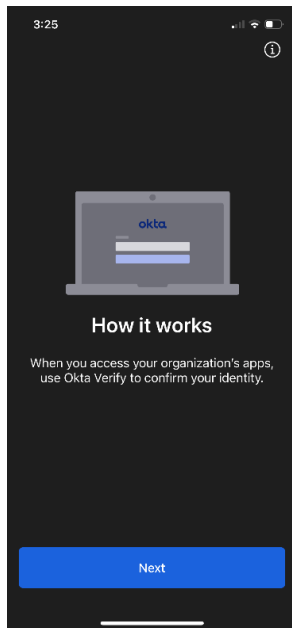 3:25
okta
How it works
When you access your organization's apps,
use Okta Verify to confirm your identity.
Next